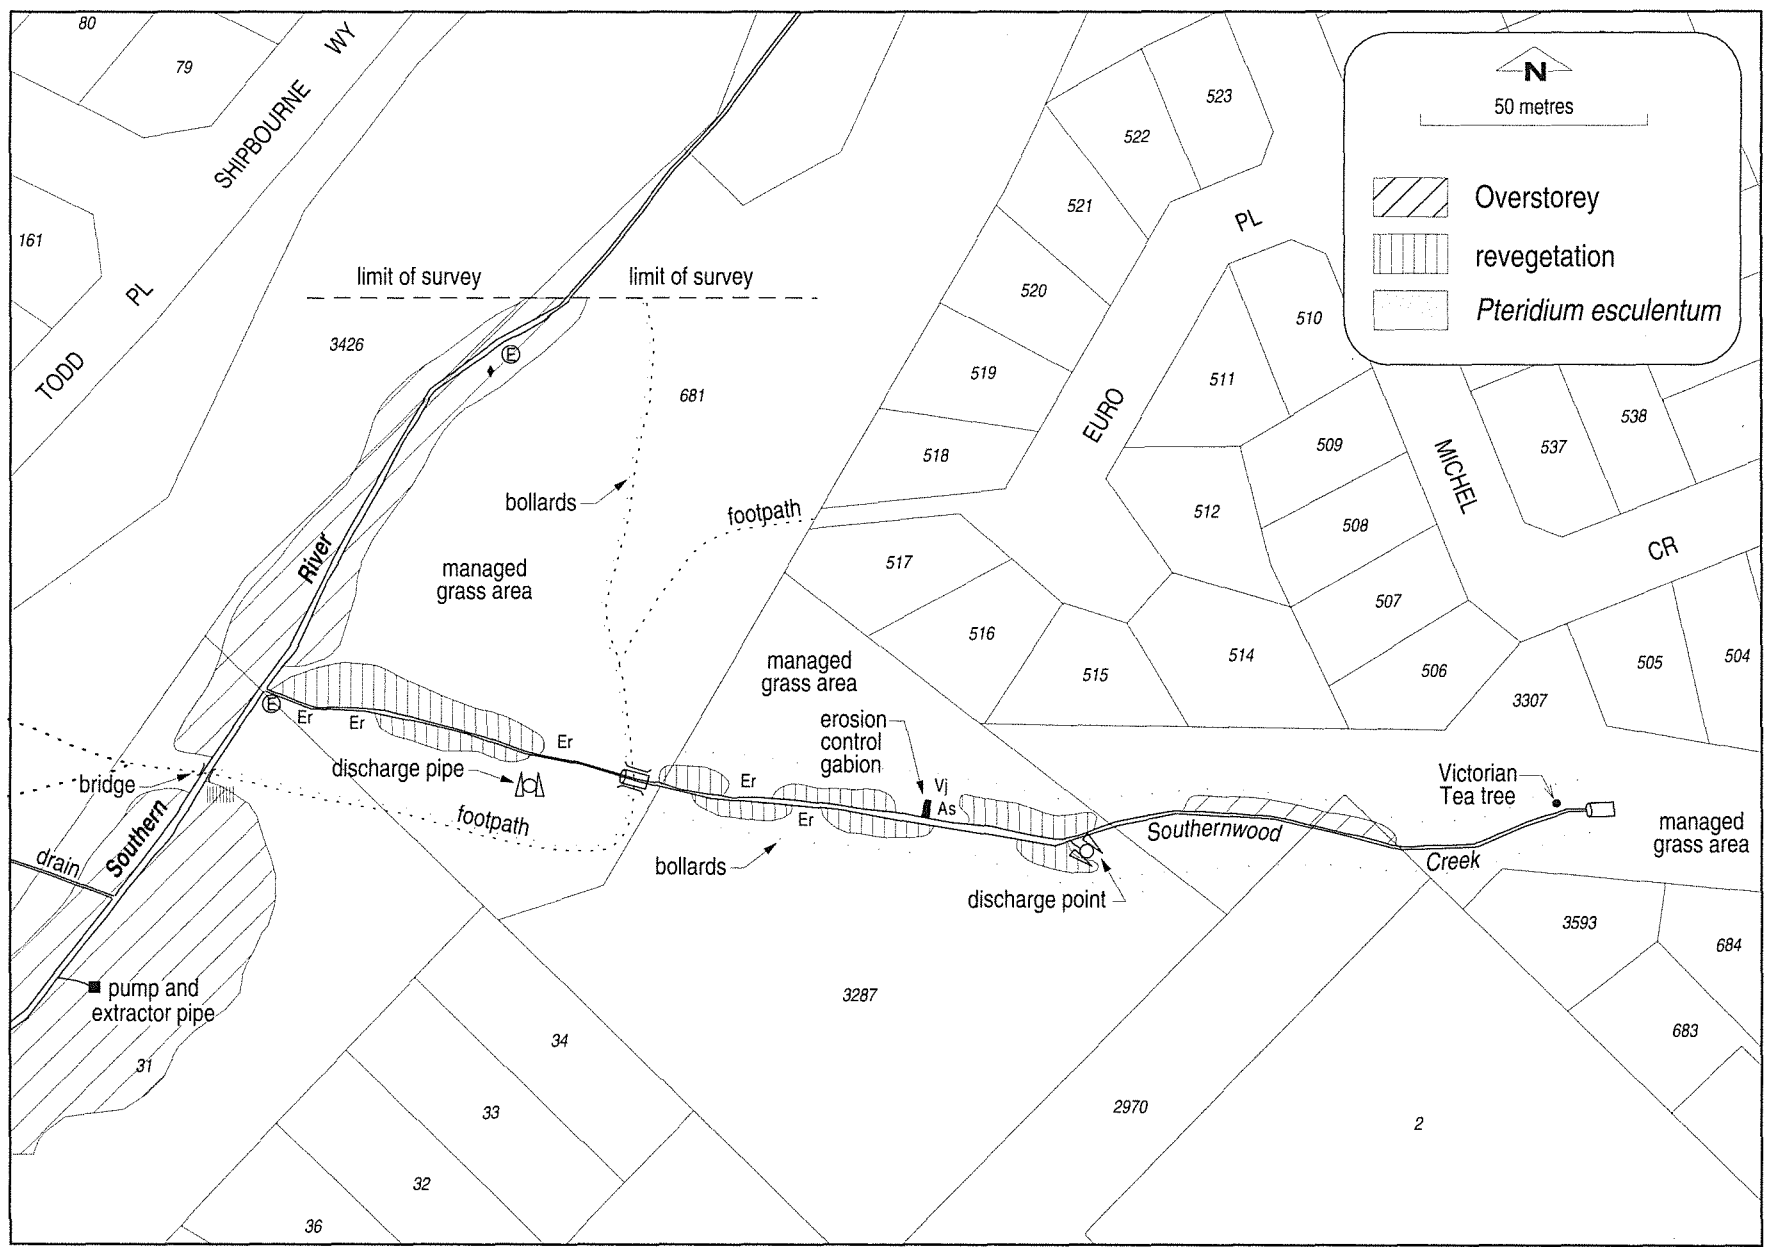 80
79
SHIPBOURNE WY
161
TODD PL
N
50 metres
Overstorey
revegetation
Pteridium esculentum
523
522
521
520
519
518
PL
EURO
510
511
509
512
508
507
506
514
515
516
517
MICHEL
CR
537
538
505
504
3307
limit of survey
limit of survey
3426
E
681
bollards
footpath
River
managed
grass area
managed
grass area
E
Er
Er
Er
discharge pipe
bridge
footpath
Southern
drain
erosion
control
gabion
Vj
As
Er
Er
bollards
discharge point
Southernwood
Creek
Victorian
Tea tree
managed
grass area
pump and
extractor pipe
31
3593
684
683
3287
34
33
32
36
2970
2